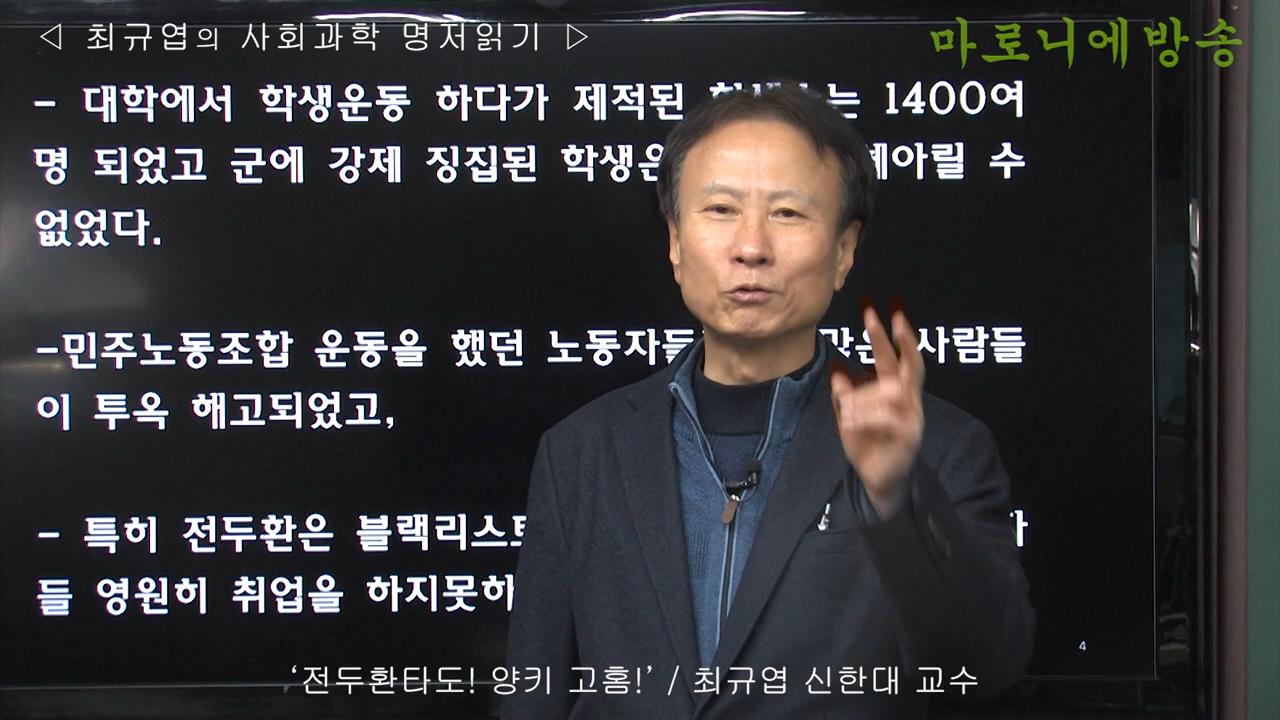 ◁ 최규엽의 사회과학 명저읽기 ▷
마로니에방송
- 대학에서 학생운동 하다가 제적된 는 1400여
명 되었고 군에 강제 징집된 학생은 헤아릴 수
없었다.
-민주노동조합 운동을 했던 노동자들 많은 사람들
이 투옥 해고되었고,
- 특히 전두환은 블랙리스트
들 영원히 취업을 하지못하
4
‘전두환타도! 양키 고홈!’ / 최규엽 신한대 교수